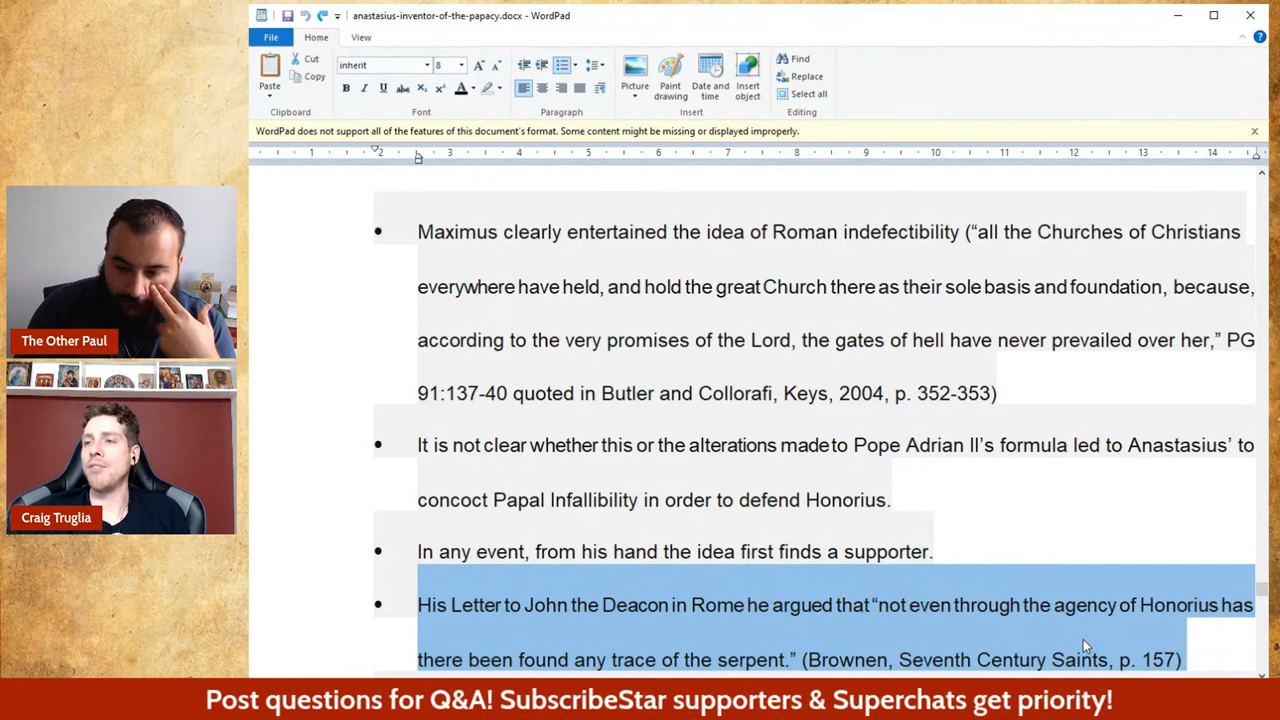 anastasius-inventor-of-the-papacy.docx - WordPad
File Home View
Cut
Copy
Paste
Clipboard
inherit 8
Font
Paragraph
Picture
Paint drawing
Date and time
Insert object
Insert
Find
Replace
Select all
Editing
WordPad does not support all of the features of this document's format. Some content might be missing or displayed improperly.
1 2 3 4 5 6 7 8 9 10 11 12 13 14
• Maximus clearly entertained the idea of Roman indefectibility (“all the Churches of Christians
everywhere have held, and hold the great Church there as their sole basis and foundation, because,
according to the very promises of the Lord, the gates of hell have never prevailed over her,” PG
91:137-40 quoted in Butler and Collorafi, Keys, 2004, p. 352-353)
• It is not clear whether this or the alterations made to Pope Adrian II’s formula led to Anastasius’ to
concoct Papal Infallibility in order to defend Honorius.
• In any event, from his hand the idea first finds a supporter.
• His Letter to John the Deacon in Rome he argued that “not even through the agency of Honorius has
there been found any trace of the serpent.” (Brownen, Seventh Century Saints, p. 157)
The Other Paul
Craig Truglia
Post questions for Q&A! SubscribeStar supporters & Superchats get priority!